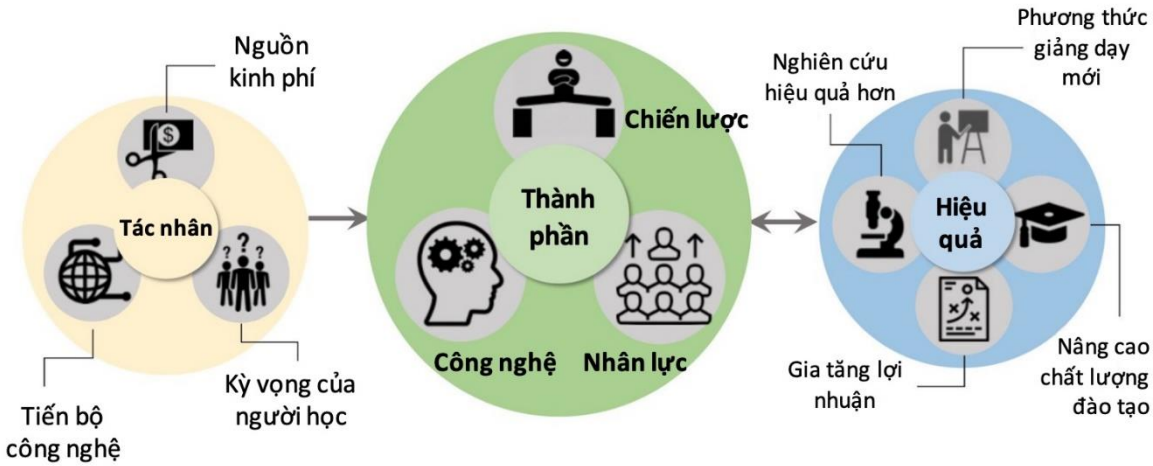 Nguồn
kinh phí
Tác nhân
Tiến bộ
công nghệ
Kỳ vọng của
người học
Chiến lược
Thành
phần
Công nghệ
Nhân lực
Phương thức
giảng dạy
mới
Nghiên cứu
hiệu quả hơn
Hiệu
quả
Gia tăng lợi
nhuận
Nâng cao
chất lượng
đào tạo
$
? ? ?